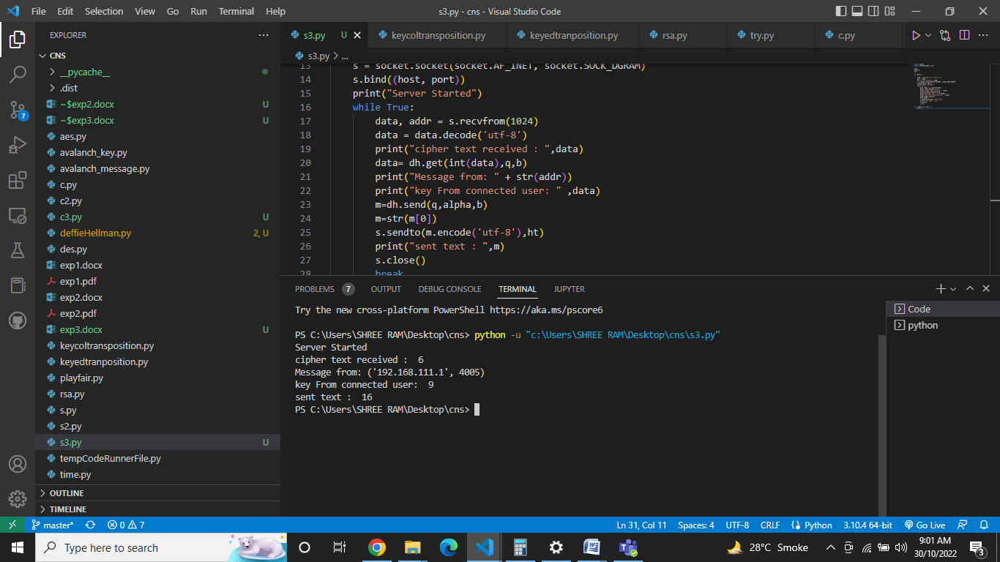 File Edit Selection View Go Run Terminal Help s3.py - cns - Visual Studio Code
EXPLORER
CNS
__pycache__
.dist
~$exp2.docx U
~$exp3.docx U
aes.py
avalanch_key.py
avalanch_message.py
c.py
c2.py
c3.py U
deffieHellman.py 2, U
des.py
exp1.docx
exp1.pdf
exp2.docx
exp2.pdf
exp3.docx U
keycoltransposition.py
keyedtranposition.py
playfair.py
rsa.py
s.py
s2.py
s3.py U
tempCodeRunnerFile.py
time.py
OUTLINE
TIMELINE
7
s3.py U keycoltransposition.py keyedtranposition.py rsa.py try.py c.py
s3.py > ...
13 s = socket.socket(socket.AF_INET, socket.SOCK_DGRAM)
14 s.bind((host, port))
15 print("Server Started")
16 while True:
17 data, addr = s.recvfrom(1024)
18 data = data.decode('utf-8')
19 print("cipher text received : ",data)
20 data= dh.get(int(data),q,b)
21 print("Message from: " + str(addr))
22 print("key From connected user: " ,data)
23 m=dh.send(q,alpha,b)
24 m=str(m[0])
25 s.sendto(m.encode('utf-8'),ht)
26 print("sent text : ",m)
27 s.close()
28 break
PROBLEMS 7 OUTPUT DEBUG CONSOLE TERMINAL JUPYTER
Try the new cross-platform PowerShell https://aka.ms/pscore6
PS C:\Users\SHREE RAM\Desktop\cns> python -u "c:\Users\SHREE RAM\Desktop\cns\s3.py"
Server Started
cipher text received :  6
Message from: ('192.168.111.1', 4005)
key From connected user:  9
sent text :  16
PS C:\Users\SHREE RAM\Desktop\cns>
Code
python
master* 0 7 Ln 31, Col 11 Spaces: 4 UTF-8 CRLF Python 3.10.4 64-bit Go Live
Type here to search
28°C Smoke
9:01 AM
30/10/2022
3